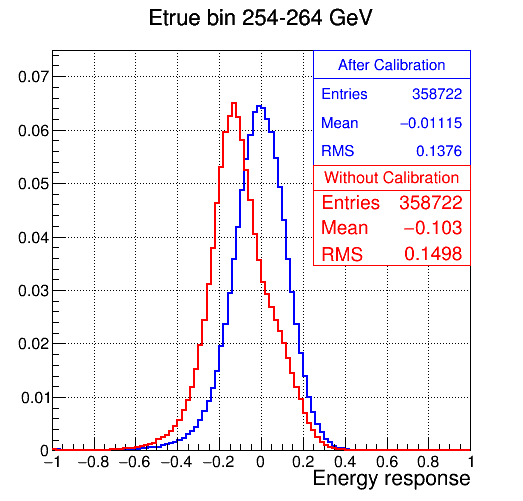 Etrue bin 254-264 GeV
After Calibration
Entries 358722
Mean −0.01115
RMS 0.1376
Without Calibration
Entries 358722
Mean −0.103
RMS 0.1498
0.07
0.06
0.05
0.04
0.03
0.02
0.01
0
−1 −0.8 −0.6 −0.4 −0.2 0 0.2 0.4 0.6 0.8 1
Energy response